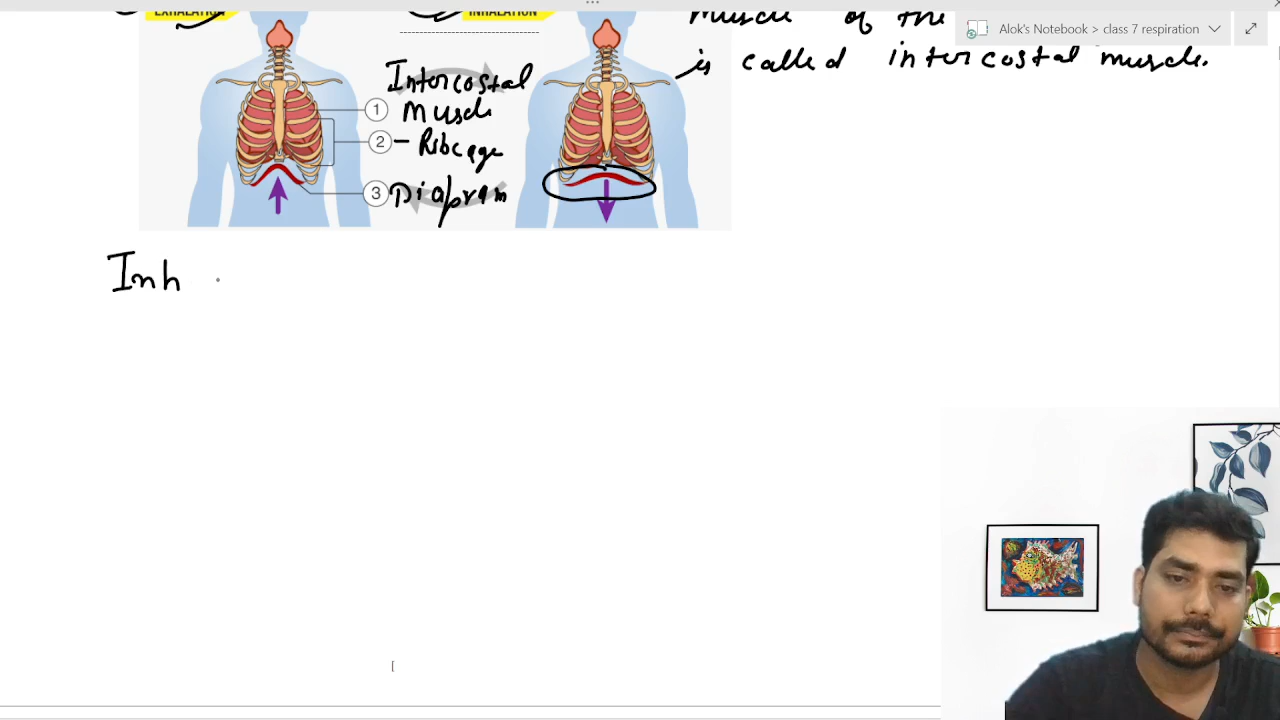 EXHALATION
INHALATION
Muscle of the
is called intercostal muscle.
Alok's Notebook > class 7 respiration
Intercostal
1 Muscle
2 - Ribcage
3 Diapram
Inh